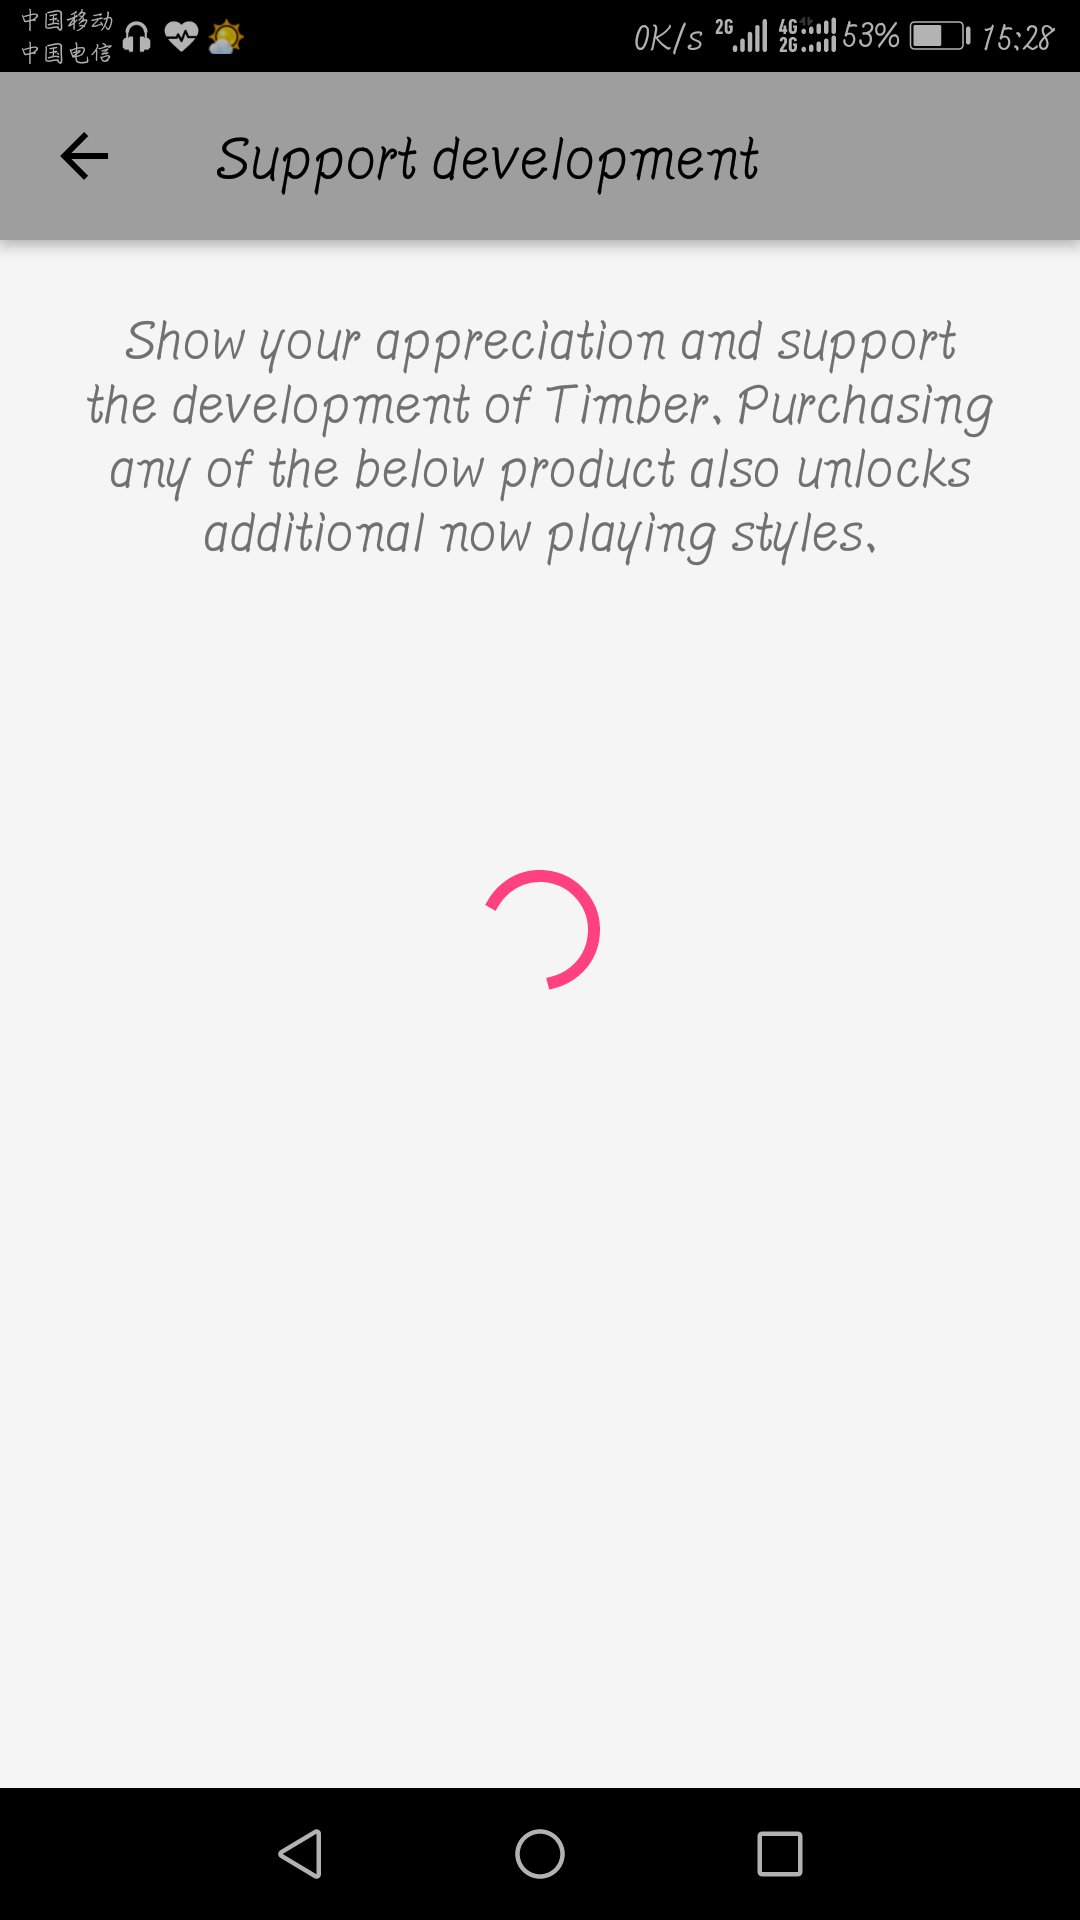 中国移动
中国电信
0K/s 2G 4G 2G 53% 15:28
Support development
Show your appreciation and support
the development of Timber. Purchasing
any of the below product also unlocks
additional now playing styles.